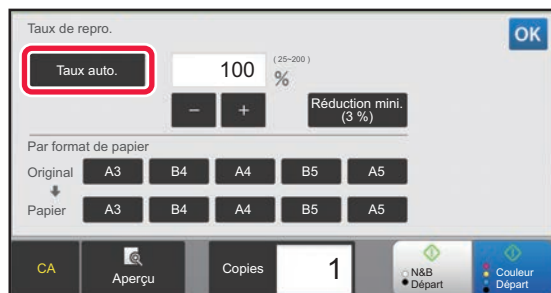 Taux de repro.
OK
Taux auto.
100
(25~200)
%
−
+
Réduction mini.
(3 %)
Par format de papier
Original
A3
B4
A4
B5
A5
Papier
A3
B4
A4
B5
A5
CA
Aperçu
Copies
1
N&B
Départ
Couleur
Départ